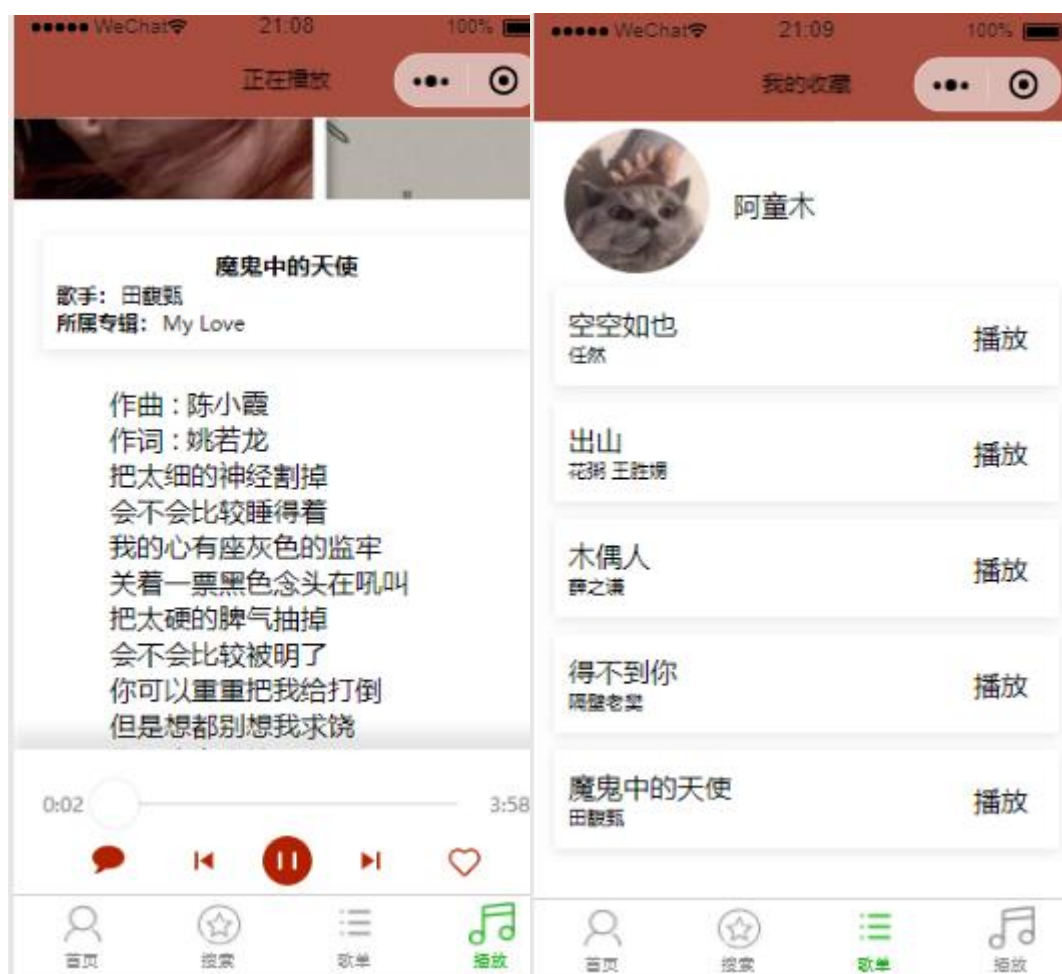 WeChat 21:08 100%
正在播放
魔鬼中的天使
歌手：田馥甄
所属专辑：My Love
作曲 : 陈小霞
作词 : 姚若龙
把太细的神经割掉
会不会比较睡得着
我的心有座灰色的监牢
关着一票黑色念头在吼叫
把太硬的脾气抽掉
会不会比较被明了
你可以重重把我给打倒
但是想都别想我求饶
0:02 3:58
首页 搜索 歌单 播放
WeChat 21:09 100%
我的收藏
阿童木
空空如也
任然
播放
出山
花粥 王胜娚
播放
木偶人
薛之谦
播放
得不到你
隔壁老樊
播放
魔鬼中的天使
田馥甄
播放
首页 搜索 歌单 播放